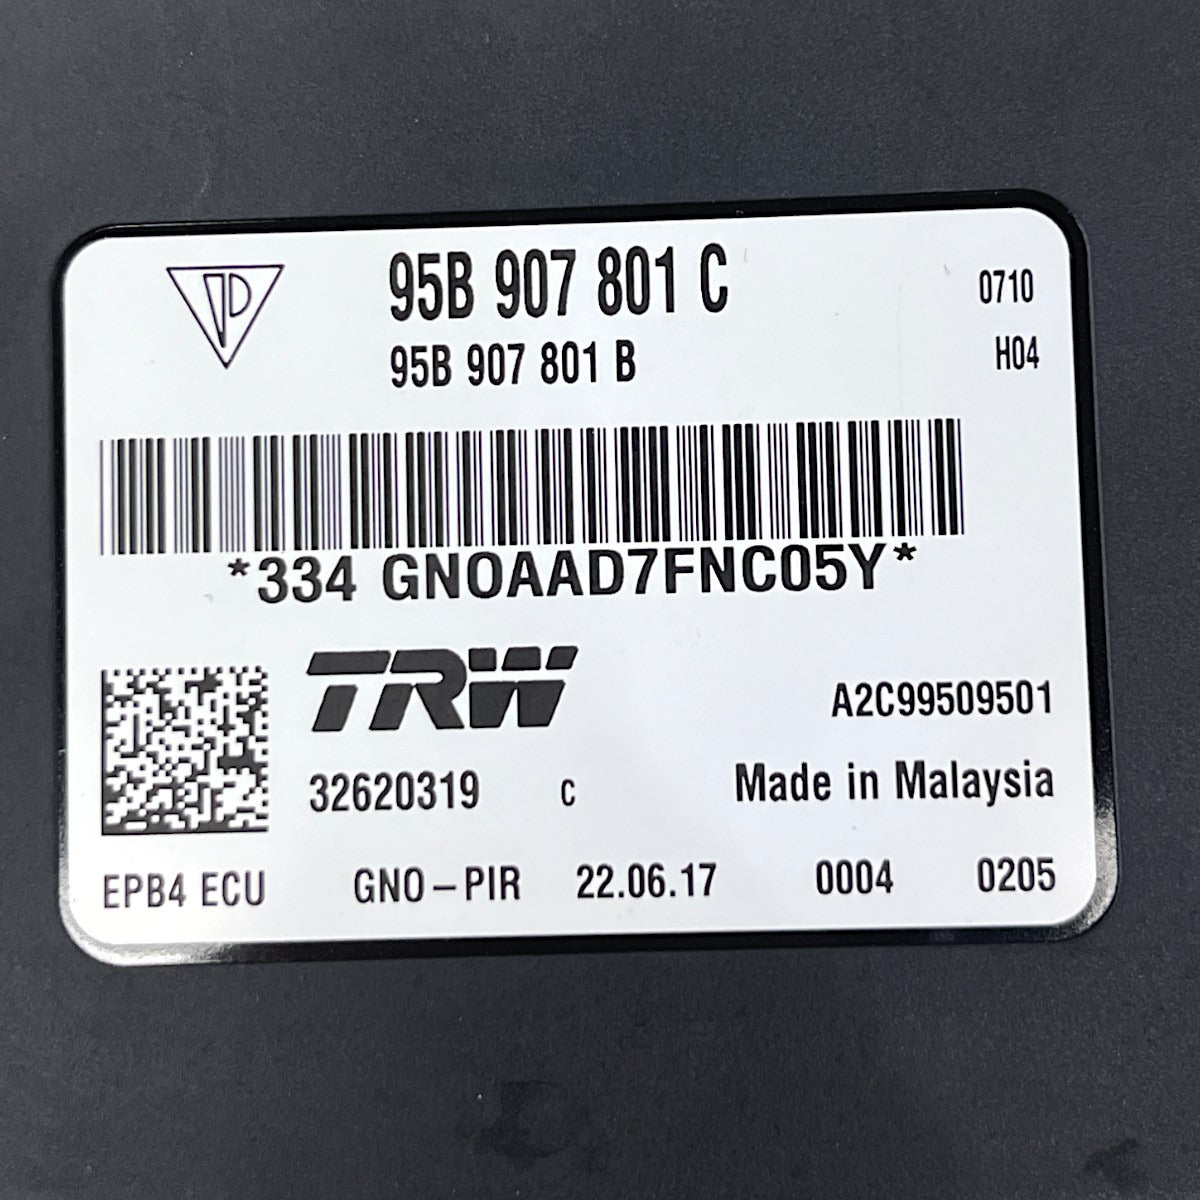 95B 907 801 C
0710
95B 907 801 B
H04
*334 GNOAAD7FNC05Y*
TRW
A2C99509501
32620319 C
Made in Malaysia
EPB4 ECU GNO-PIR 22.06.17 0004 0205